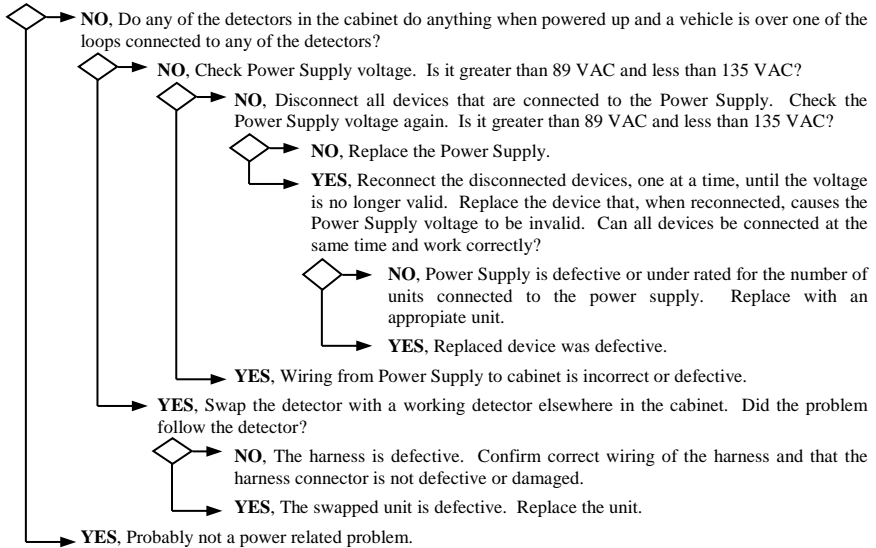 NO, Do any of the detectors in the cabinet do anything when powered up and a vehicle is over one of the
loops connected to any of the detectors?
NO, Check Power Supply voltage. Is it greater than 89 VAC and less than 135 VAC?
NO, Disconnect all devices that are connected to the Power Supply. Check the
Power Supply voltage again. Is it greater than 89 VAC and less than 135 VAC?
NO, Replace the Power Supply.
YES, Reconnect the disconnected devices, one at a time, until the voltage
is no longer valid. Replace the device that, when reconnected, causes the
Power Supply voltage to be invalid. Can all devices be connected at the
same time and work correctly?
NO, Power Supply is defective or under rated for the number of
units connected to the power supply. Replace with an
appropiate unit.
YES, Replaced device was defective.
YES, Wiring from Power Supply to cabinet is incorrect or defective.
YES, Swap the detector with a working detector elsewhere in the cabinet. Did the problem
follow the detector?
NO, The harness is defective. Confirm correct wiring of the harness and that the
harness connector is not defective or damaged.
YES, The swapped unit is defective. Replace the unit.
YES, Probably not a power related problem.